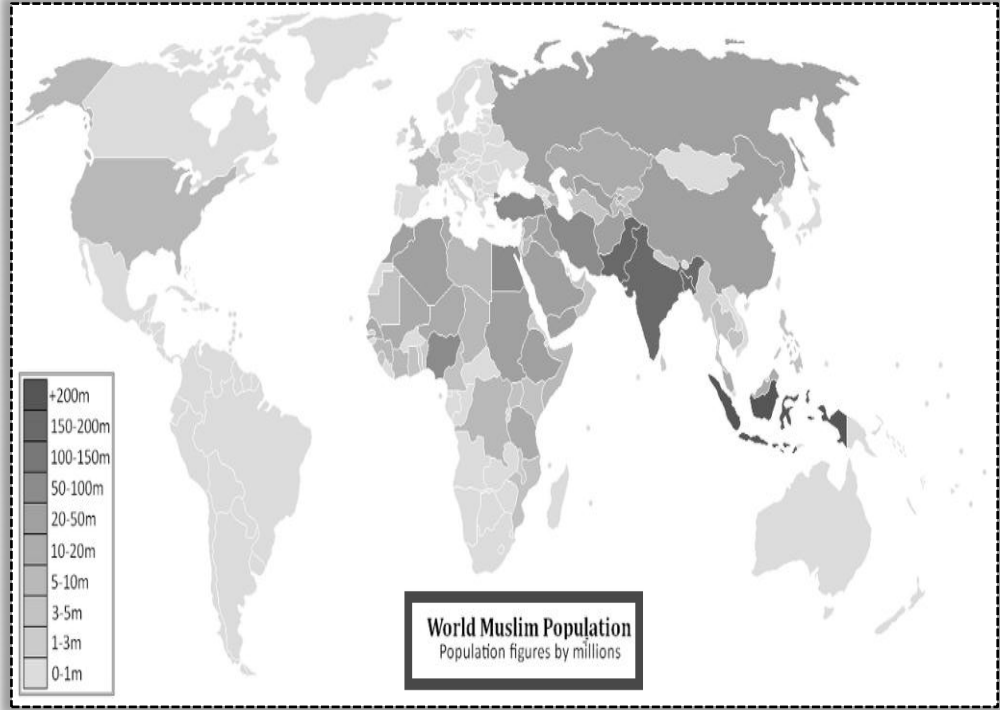 +200m
150-200m
100-150m
50-100m
20-50m
10-20m
5-10m
3-5m
1-3m
0-1m
World Muslim Population
Population figures by millions